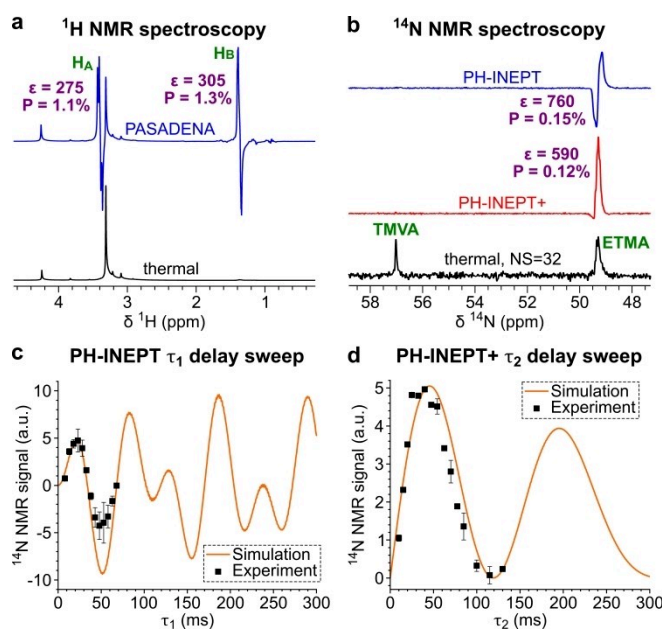 a
¹H NMR spectroscopy
HA
HB
ε = 275
P = 1.1%
ε = 305
P = 1.3%
PASADENA
thermal
4 3 2 1
δ ¹H (ppm)
b
¹⁴N NMR spectroscopy
PH-INEPT
ε = 760
P = 0.15%
ε = 590
P = 0.12%
PH-INEPT+
TMVA
ETMA
thermal, NS=32
58 56 54 52 50 48
δ ¹⁴N (ppm)
c
PH-INEPT τ₁ delay sweep
¹⁴N NMR signal (a.u.)
10
5
0
-5
-10
Simulation
Experiment
0 50 100 150 200 250 300
τ₁ (ms)
d
PH-INEPT+ τ₂ delay sweep
¹⁴N NMR signal (a.u.)
5
4
3
2
1
0
Simulation
Experiment
0 50 100 150 200 250 300
τ₂ (ms)